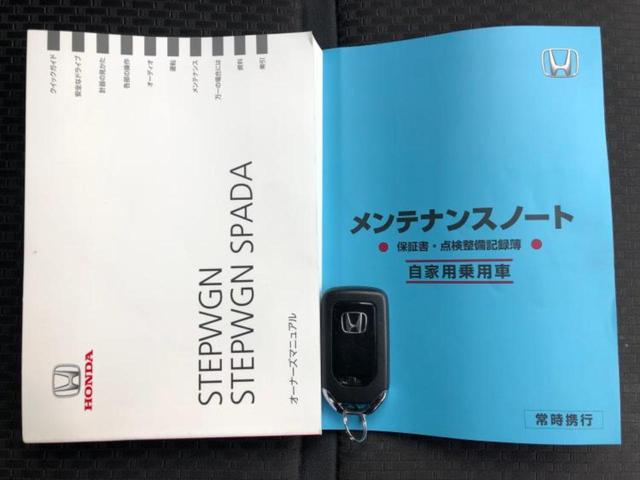 クイックガイド
安全なドライブ
計器の見かた
各部の操作
オーディオ
運転
メンテナンス
万一の場合には
資料
索引
STEPWGN
STEPWGN SPADA
オーナーズマニュアル
HONDA
メンテナンスノート
● 保証書・点検整備記録簿 ●
自家用乗用車
常時携行